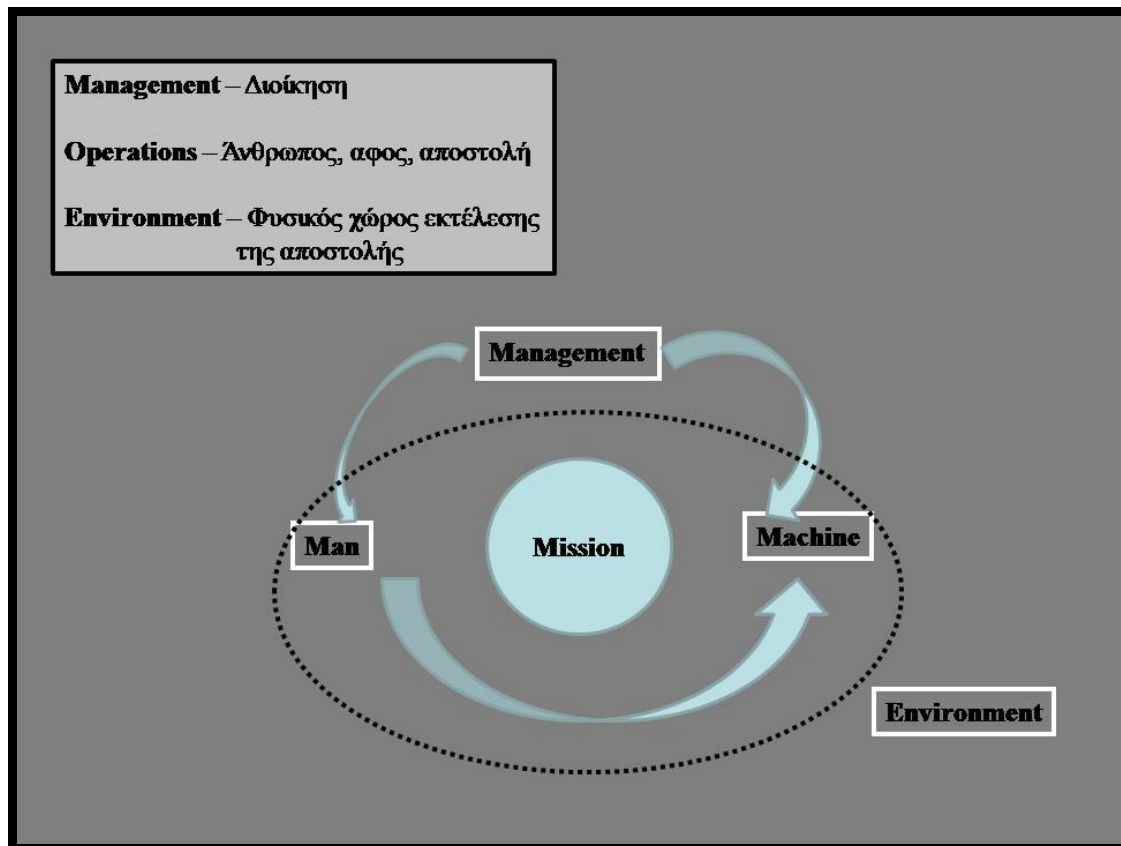 Management – Διοίκηση
Operations – Άνθρωπος, αφος, αποστολή
Environment – Φυσικός χώρος εκτέλεσης
της αποστολής
Management
Man
Mission
Machine
Environment